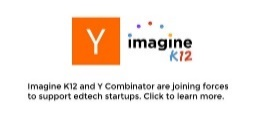 Y
imagine
K12
Imagine K12 and Y Combinator are joining forces
to support edtech startups. Click to learn more.